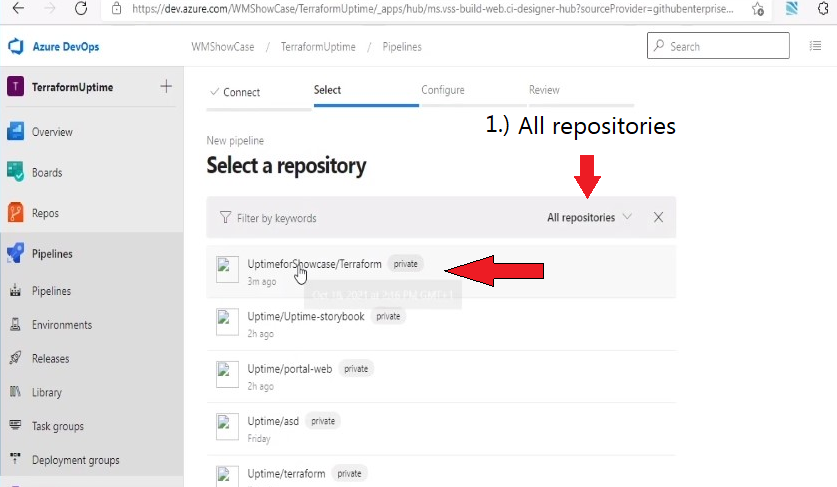 https://dev.azure.com/WMShowCase/TerraformUptime/_apps/hub/ms.vss-build-web.ci-designer-hub?sourceProvider=githubenterprise...
Azure DevOps
WMShowCase / TerraformUptime / Pipelines
Search
T TerraformUptime
Overview
Boards
Repos
Pipelines
Pipelines
Environments
Releases
Library
Task groups
Deployment groups
Connect
Select
Configure
Review
1.) All repositories
New pipeline
Select a repository
Filter by keywords
All repositories
UptimeforShowcase/Terraform private
3m ago
Uptime/Uptime-storybook private
2h ago
Uptime/portal-web private
2h ago
Uptime/asd private
Friday
Uptime/terraform private